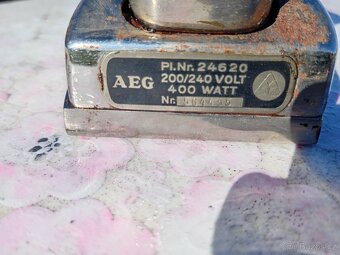 Pl.Nr. 24620
AEG
200/240 VOLT
400 WATT
Nr.